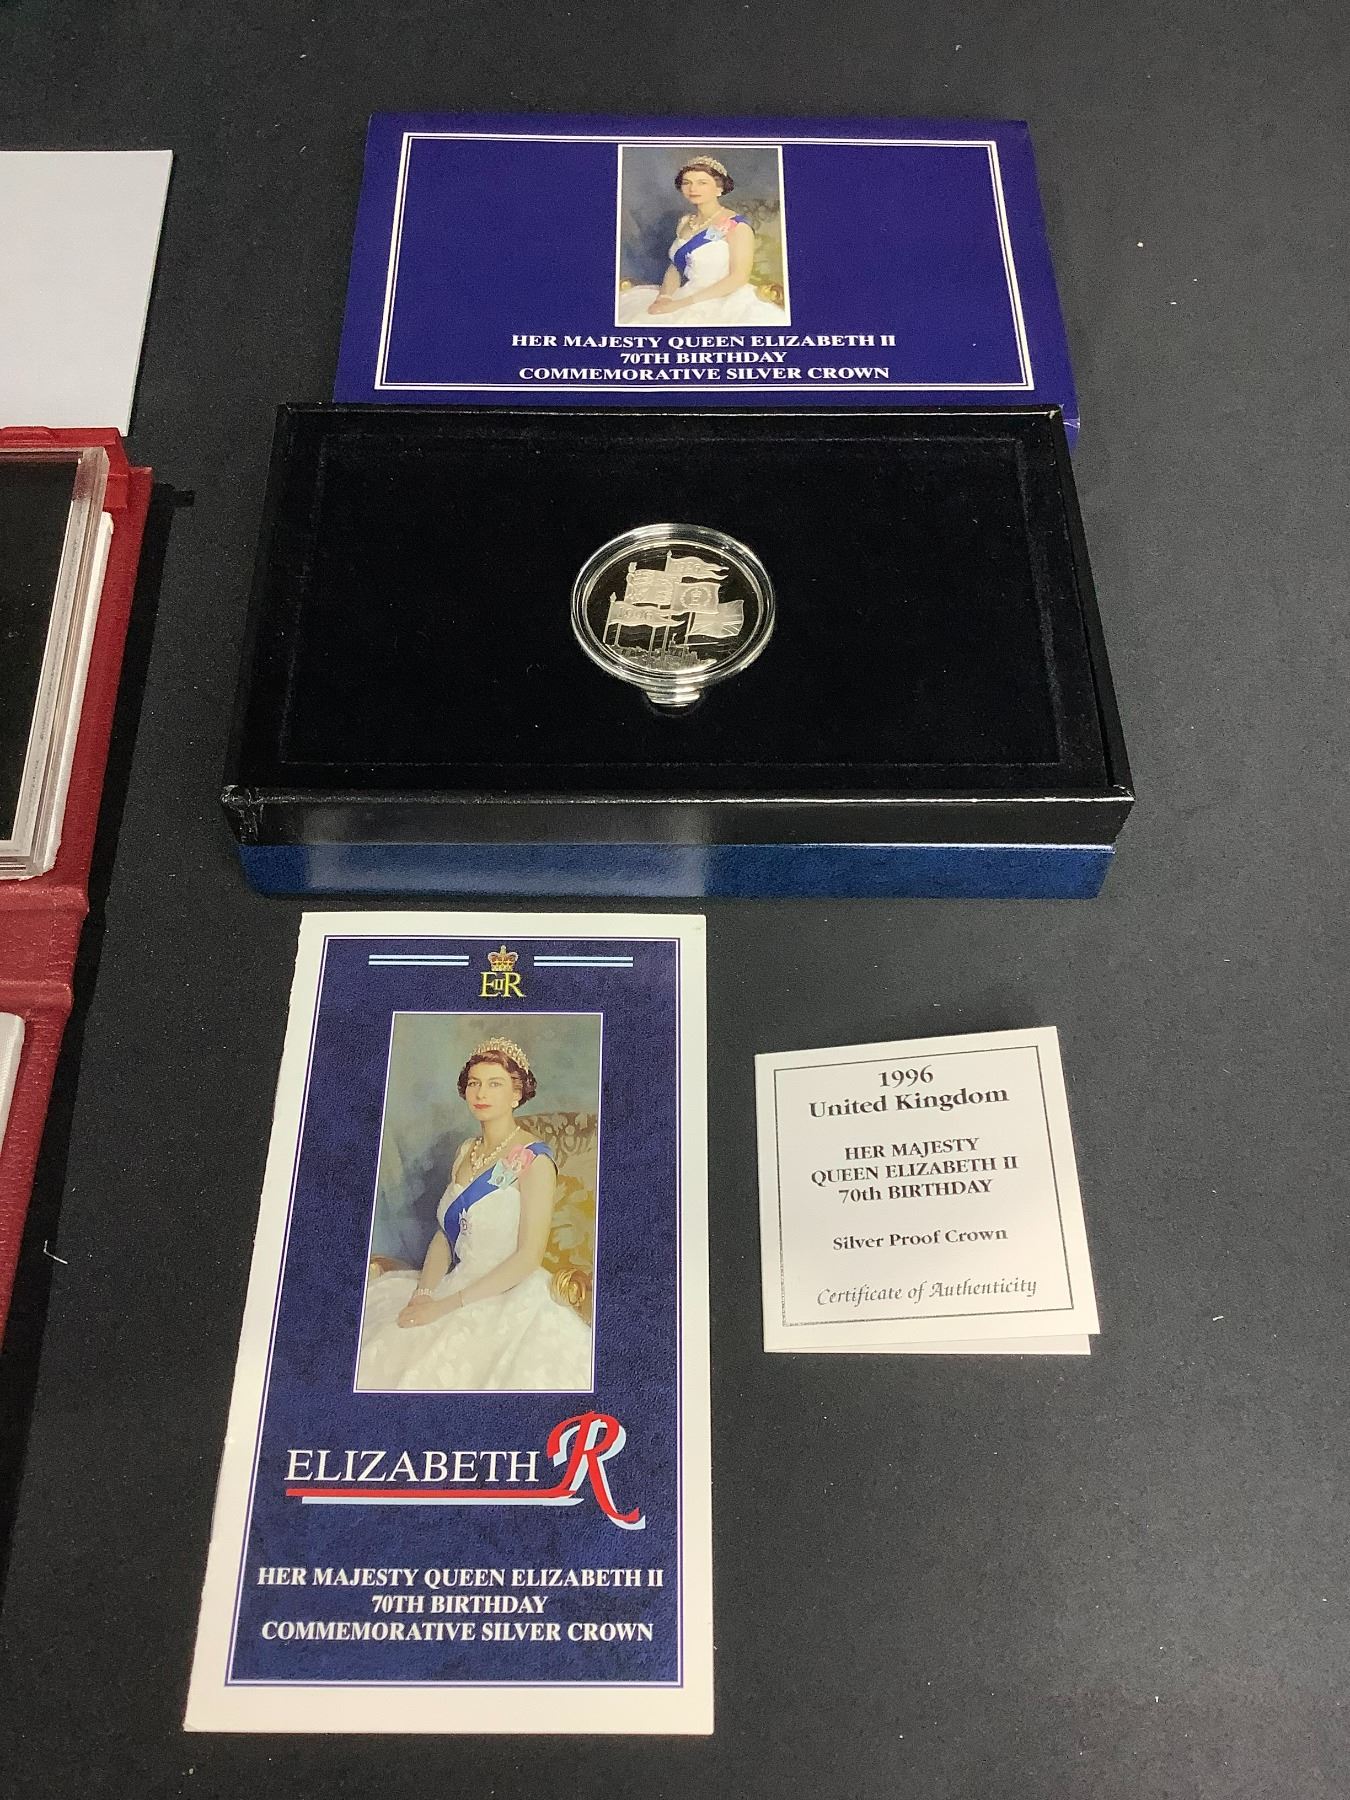 HER MAJESTY QUEEN ELIZABETH II
70TH BIRTHDAY
COMMEMORATIVE SILVER CROWN
1996
EIIR
ELIZABETH R
HER MAJESTY QUEEN ELIZABETH II
70TH BIRTHDAY
COMMEMORATIVE SILVER CROWN
1996
United Kingdom
HER MAJESTY
QUEEN ELIZABETH II
70th BIRTHDAY
Silver Proof Crown
Certificate of Authenticity